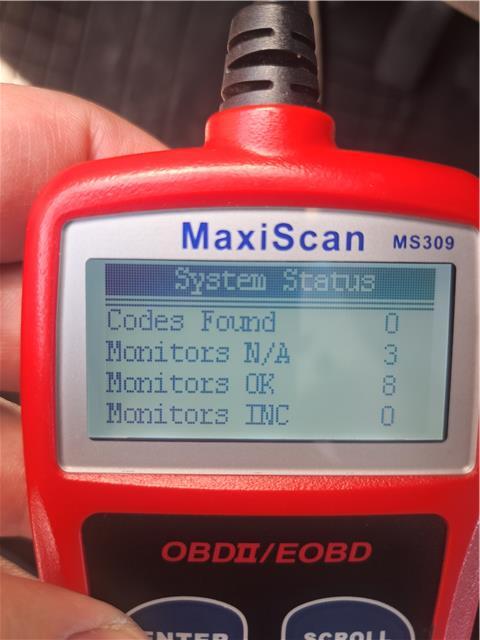 MaxiScan MS309
System Status
Codes Found 0
Monitors N/A 3
Monitors OK 8
Monitors INC 0
OBDII/EOBD
ENTER SCROLL